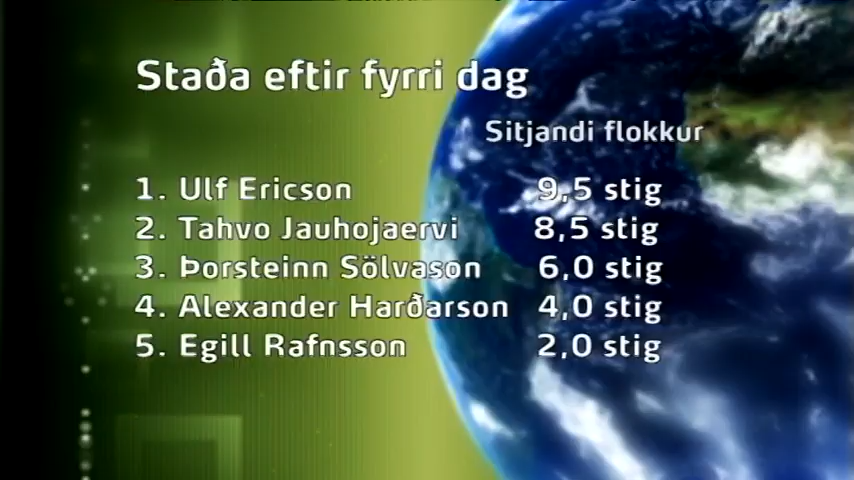 Staða eftir fyrri dag
Sitjandi flokkur
1. Ulf Ericson 9,5 stig
2. Tahvo Jauhojaervi 8,5 stig
3. Þorsteinn Sölvason 6,0 stig
4. Alexander Harðarson 4,0 stig
5. Egill Rafnsson 2,0 stig